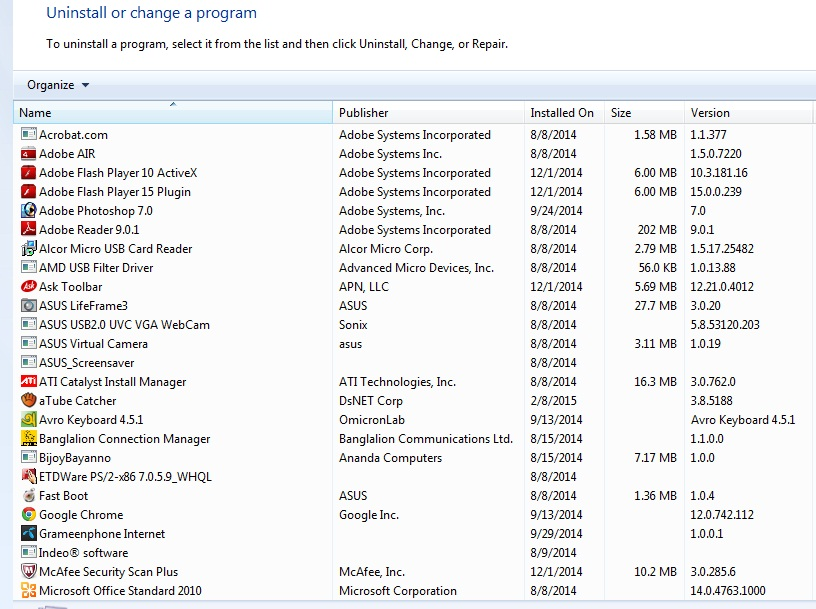 Uninstall or change a program
To uninstall a program, select it from the list and then click Uninstall, Change, or Repair.
Organize
Name Publisher Installed On Size Version
Acrobat.com Adobe Systems Incorporated 8/8/2014 1.58 MB 1.1.377
Adobe AIR Adobe Systems Inc. 8/8/2014 1.5.0.7220
Adobe Flash Player 10 ActiveX Adobe Systems Incorporated 12/1/2014 6.00 MB 10.3.181.16
Adobe Flash Player 15 Plugin Adobe Systems Incorporated 12/1/2014 6.00 MB 15.0.0.239
Adobe Photoshop 7.0 Adobe Systems, Inc. 9/24/2014 7.0
Adobe Reader 9.0.1 Adobe Systems Incorporated 8/8/2014 202 MB 9.0.1
Alcor Micro USB Card Reader Alcor Micro Corp. 8/8/2014 2.79 MB 1.5.17.25482
AMD USB Filter Driver Advanced Micro Devices, Inc. 8/8/2014 56.0 KB 1.0.13.88
Ask Ask Toolbar APN, LLC 12/1/2014 5.69 MB 12.21.0.4012
ASUS LifeFrame3 ASUS 8/8/2014 27.7 MB 3.0.20
ASUS USB2.0 UVC VGA WebCam Sonix 8/8/2014 5.8.53120.203
ASUS Virtual Camera asus 8/8/2014 3.11 MB 1.0.19
ASUS_Screensaver 8/8/2014
ATI ATI Catalyst Install Manager ATI Technologies, Inc. 8/8/2014 16.3 MB 3.0.762.0
aTube Catcher DsNET Corp 2/8/2015 3.8.5188
Avro Keyboard 4.5.1 OmicronLab 9/13/2014 Avro Keyboard 4.5.1
Banglalion Connection Manager Banglalion Communications Ltd. 8/15/2014 1.1.0.0
BijoyBayanno Ananda Computers 8/15/2014 7.17 MB 1.0.0
ETDWare PS/2-x86 7.0.5.9_WHQL 8/8/2014
Fast Boot ASUS 8/8/2014 1.36 MB 1.0.4
Google Chrome Google Inc. 9/13/2014 12.0.742.112
Grameenphone Internet 9/29/2014 1.0.0.1
Indeo® software 8/9/2014
McAfee Security Scan Plus McAfee, Inc. 12/1/2014 10.2 MB 3.0.285.6
Microsoft Office Standard 2010 Microsoft Corporation 8/8/2014 14.0.4763.1000